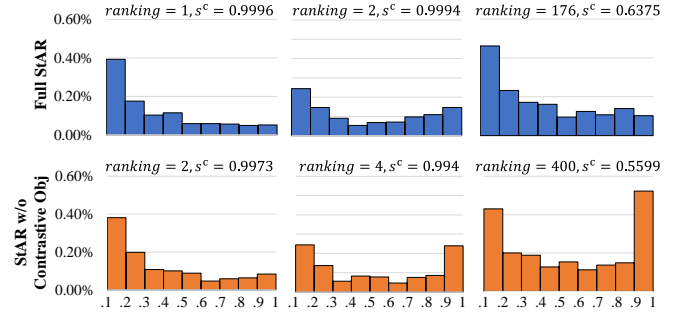 ranking = 1, s^c = 0.9996
ranking = 2, s^c = 0.9994
ranking = 176, s^c = 0.6375
0.60%
0.20%
0.00%
Full StAR
ranking = 2, s^c = 0.9973
ranking = 4, s^c = 0.994
ranking = 400, s^c = 0.5599
0.60%
0.40%
0.20%
0.00%
StAR w/o
Contrastive Obj
.1 .2 .3 .4 .5 .6 .7 .8 .9 1
.1 .2 .3 .4 .5 .6 .7 .8 .9 1
.1 .2 .3 .4 .5 .6 .7 .8 .9 1